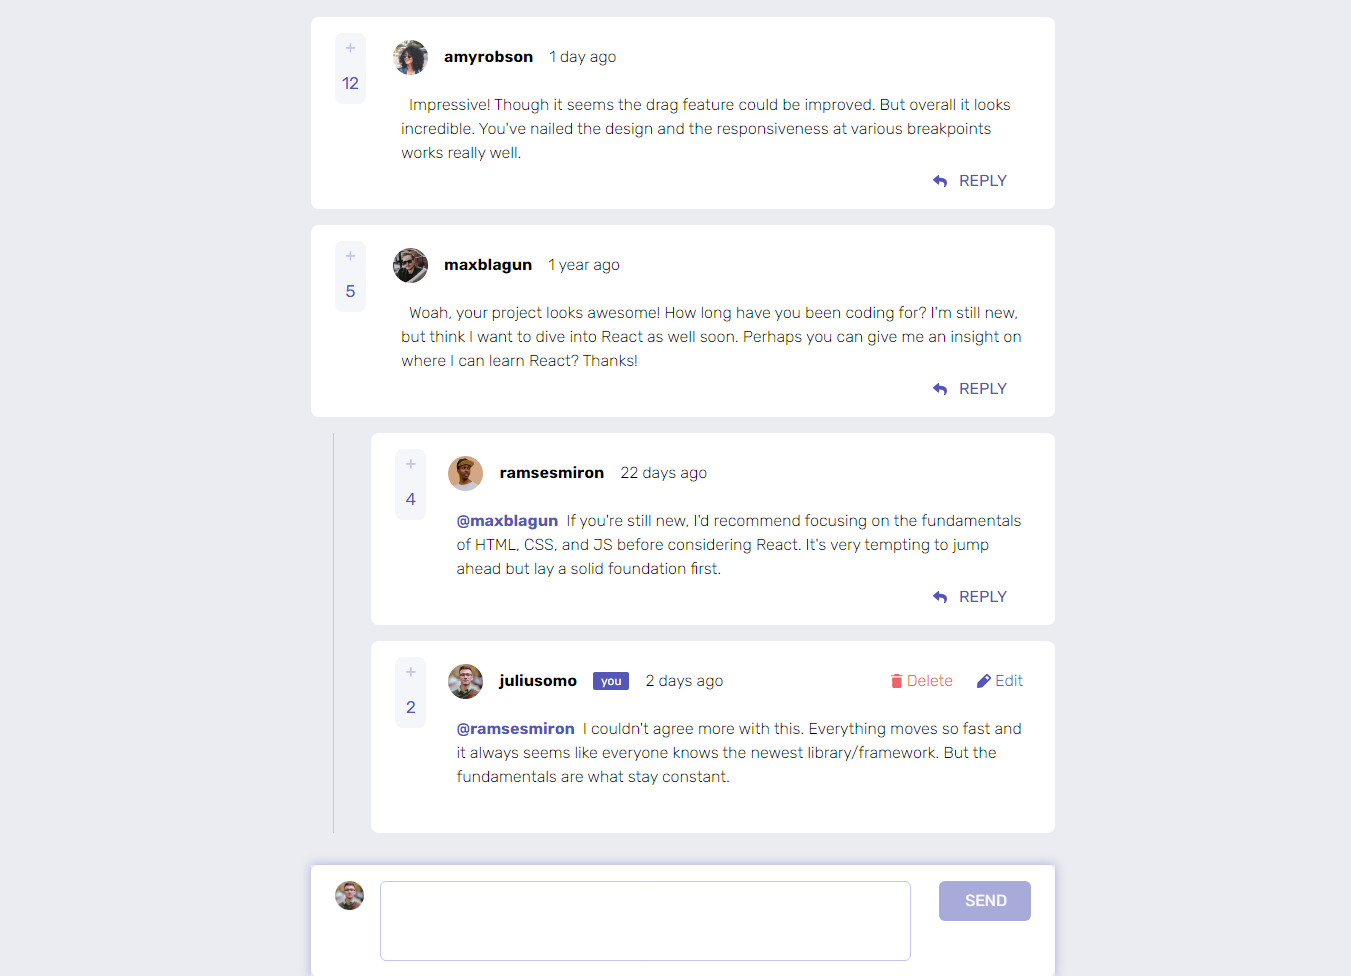 +
12
amyrobson 1 day ago
Impressive! Though it seems the drag feature could be improved. But overall it looks
incredible. You've nailed the design and the responsiveness at various breakpoints
works really well.
REPLY
+
5
maxblagun 1 year ago
Woah, your project looks awesome! How long have you been coding for? I'm still new,
but think I want to dive into React as well soon. Perhaps you can give me an insight on
where I can learn React? Thanks!
REPLY
+
4
ramsesmiron 22 days ago
@maxblagun If you're still new, I'd recommend focusing on the fundamentals
of HTML, CSS, and JS before considering React. It's very tempting to jump
ahead but lay a solid foundation first.
REPLY
+
2
juliusomo you 2 days ago Delete Edit
@ramsesmiron I couldn't agree more with this. Everything moves so fast and
it always seems like everyone knows the newest library/framework. But the
fundamentals are what stay constant.
SEND